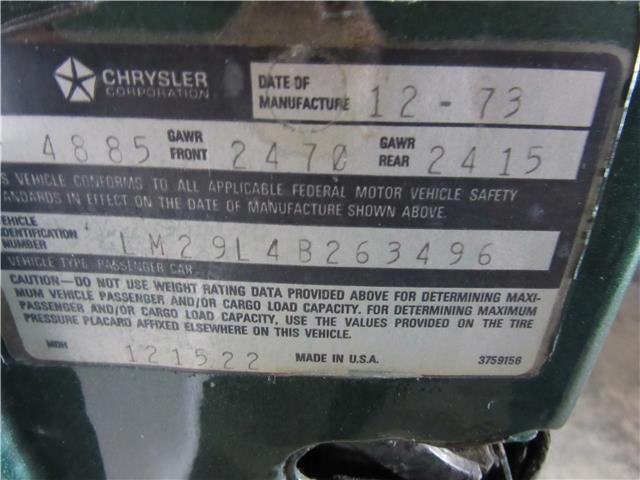 CHRYSLER
CORPORATION
DATE OF
MANUFACTURE 12-73
4885 GAWR FRONT 2470 GAWR REAR 2415
VEHICLE CONFORMS TO ALL APPLICABLE FEDERAL MOTOR VEHICLE SAFETY
IN EFFECT ON THE DATE OF MANUFACTURE SHOWN ABOVE.
VEHICLE
IDENTIFICATION
NUMBER LM29L4B263496
VEHICLE TYPE PASSENGER CAR
CAUTION—DO NOT USE WEIGHT RATING DATA PROVIDED ABOVE FOR DETERMINING MAXI-
MUM VEHICLE PASSENGER AND/OR CARGO LOAD CAPACITY. FOR DETERMINING MAXIMUM
PASSENGER AND/OR CARGO LOAD CAPACITY, USE THE VALUES PROVIDED ON THE TIRE
PRESSURE PLACARD AFFIXED ELSEWHERE ON THIS VEHICLE.
MDH 121522 MADE IN U.S.A. 3759156